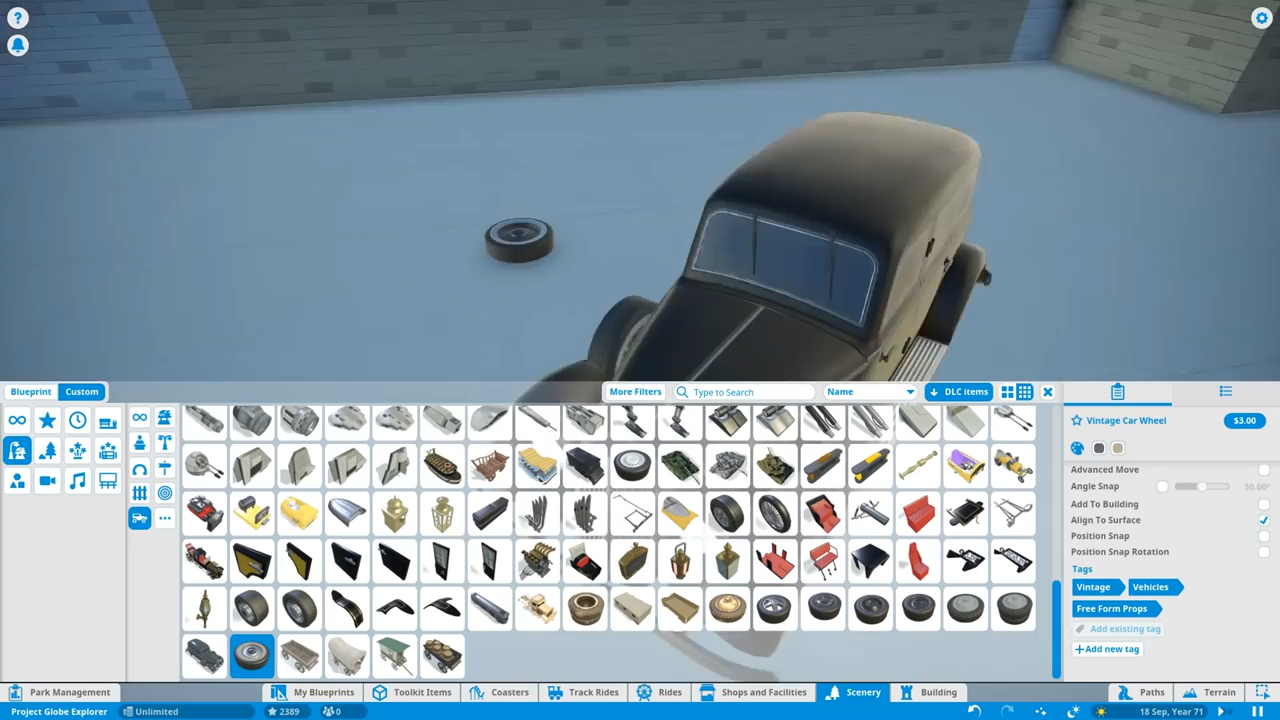 ?
Blueprint
Custom
More Filters
Type to Search
Name
DLC items
Vintage Car Wheel
$3.00
Advanced Move
Angle Snap
30.00°
Add To Building
Align To Surface
Position Snap
Position Snap Rotation
Tags
Vintage
Vehicles
Free Form Props
Add existing tag
+Add new tag
Park Management
My Blueprints
Toolkit Items
Coasters
Track Rides
Rides
Shops and Facilities
Scenery
Building
Paths
Terrain
Project Globe Explorer
Unlimited
2389
0
18 Sep, Year 71